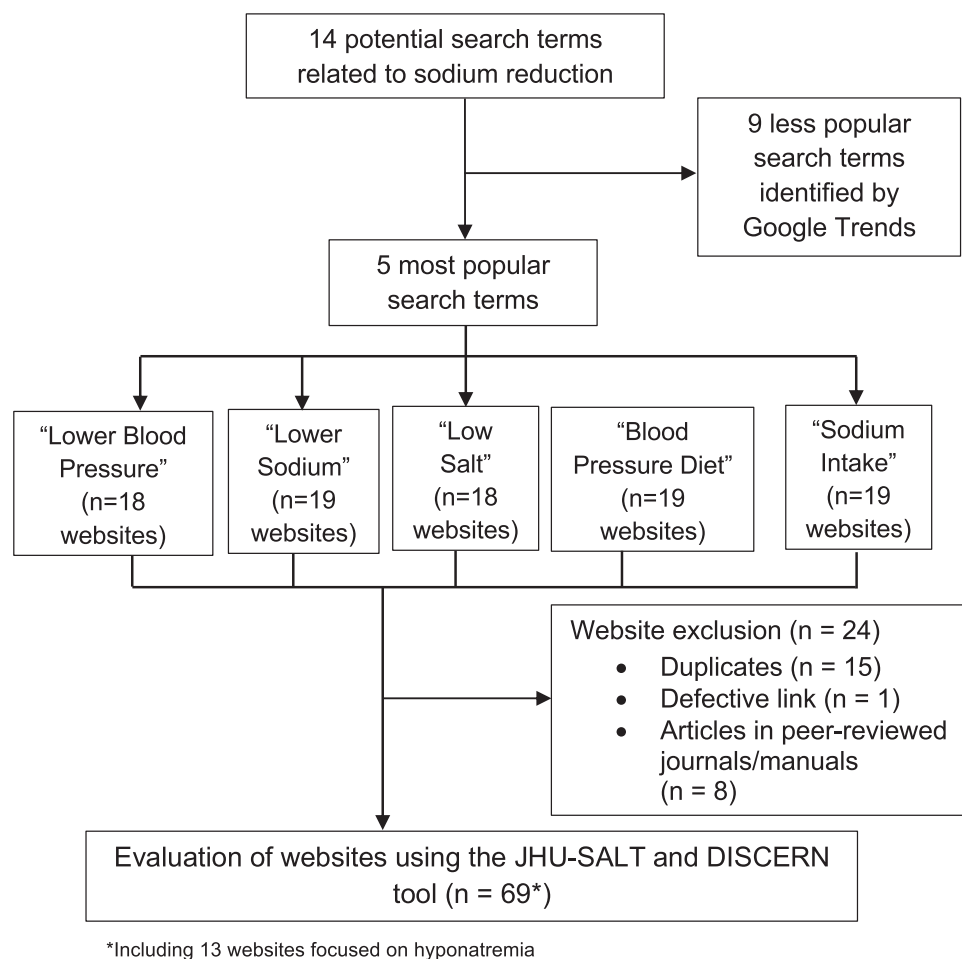 14 potential search terms
related to sodium reduction
9 less popular
search terms
identified by
Google Trends
5 most popular
search terms
“Lower Blood
Pressure”
(n=18
websites)
“Lower
Sodium”
(n=19
websites)
“Low
Salt”
(n=18
websites)
“Blood
Pressure Diet”
(n=19
websites)
“Sodium
Intake”
(n=19
websites)
Website exclusion (n = 24)
• Duplicates (n = 15)
• Defective link (n = 1)
• Articles in peer-reviewed
journals/manuals
(n = 8)
Evaluation of websites using the JHU-SALT and DISCERN
tool (n = 69*)
*Including 13 websites focused on hyponatremia